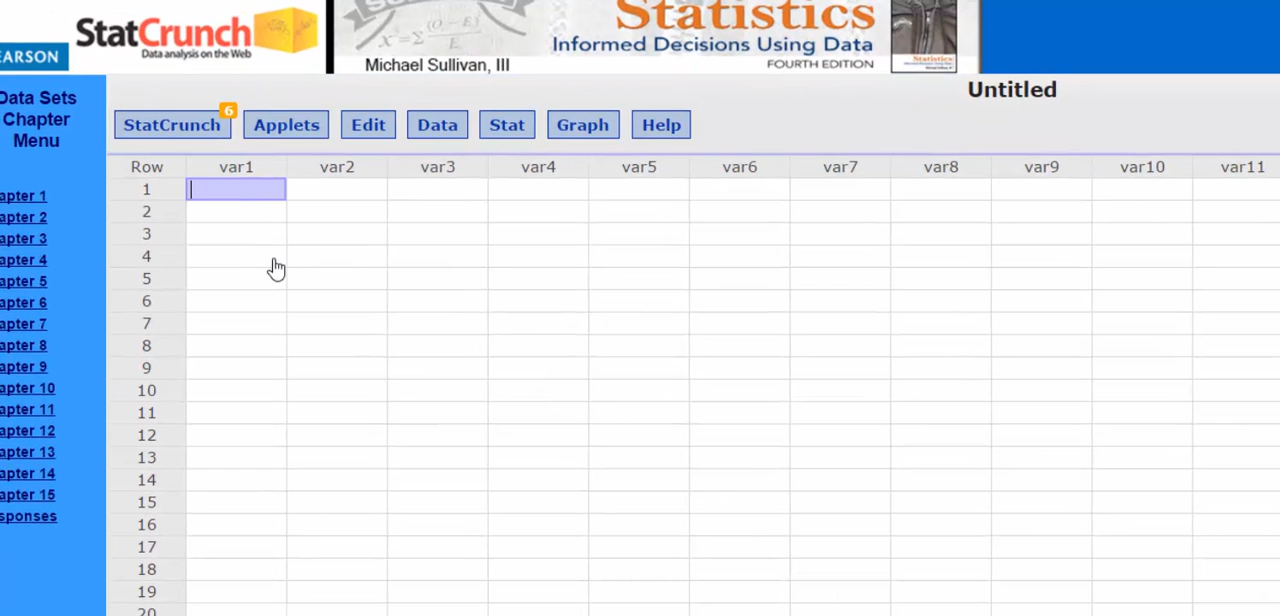 StatCrunch
Data analysis on the Web
EARSON
Statistics
Informed Decisions Using Data
Michael Sullivan, III
FOURTH EDITION
Data Sets
Chapter
Menu
apter 1
apter 2
apter 3
apter 4
apter 5
apter 6
apter 7
apter 8
apter 9
apter 10
apter 11
apter 12
apter 13
apter 14
apter 15
sponses
Untitled
6
StatCrunch Applets Edit Data Stat Graph Help
Row var1 var2 var3 var4 var5 var6 var7 var8 var9 var10 var11
1
2
3
4
5
6
7
8
9
10
11
12
13
14
15
16
17
18
19
20